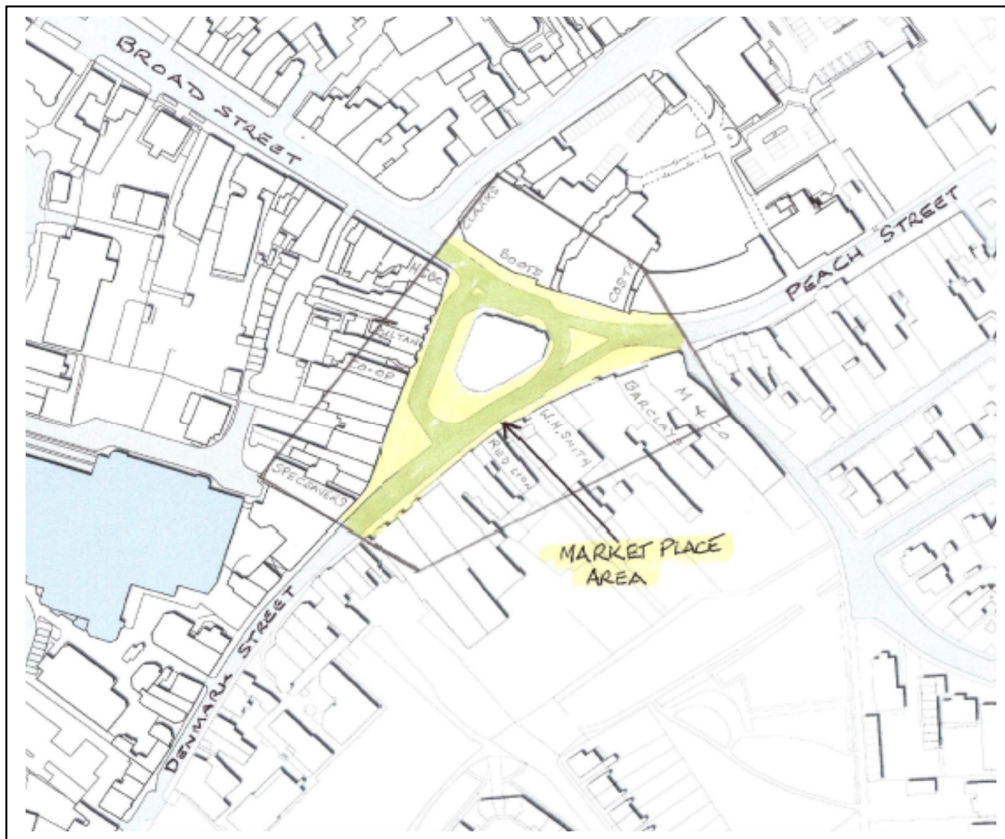 BROAD STREET
CLARKS
BOOTS
COSTA
PEACH STREET
HSBC
CO-OP
SPECSAVERS
M & CO
BARCLAYS
W.H. SMITH
RED LION
MARKET PLACE
AREA
DENMARK STREET